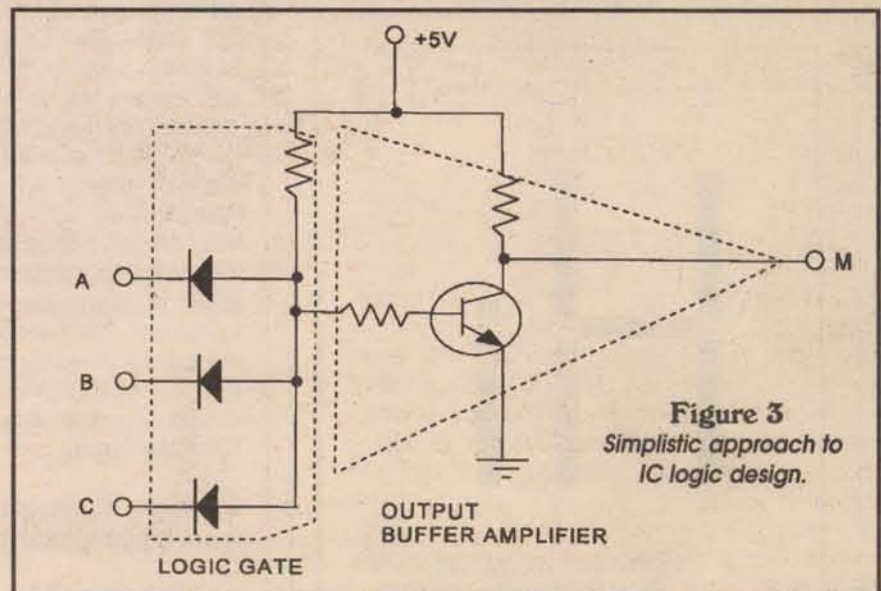 +5V
A
B
C
M
Figure 3
Simplistic approach to
IC logic design.
OUTPUT
BUFFER AMPLIFIER
LOGIC GATE